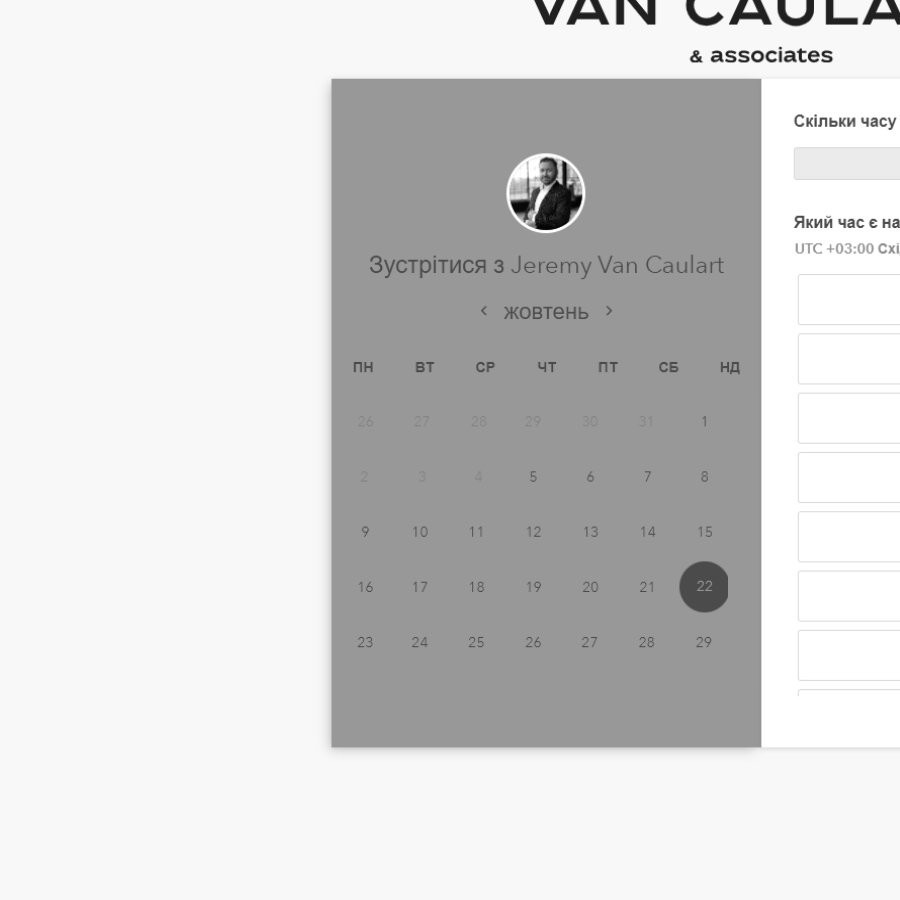 VAN CAULA
& associates
Зустрітися з Jeremy Van Caulart
‹ жовтень ›
ПН ВТ СР ЧТ ПТ СБ НД
26 27 28 29 30 31 1
2 3 4 5 6 7 8
9 10 11 12 13 14 15
16 17 18 19 20 21 22
23 24 25 26 27 28 29
Скільки часу
Який час є на
UTC +03:00 Схі